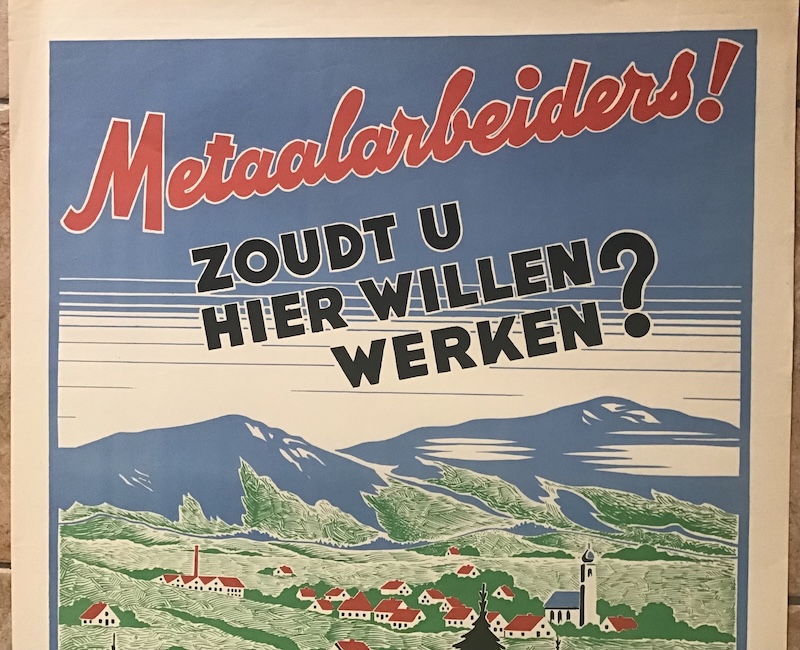 Metaalarbeiders!
ZOUDT U
HIER WILLEN
WERKEN?